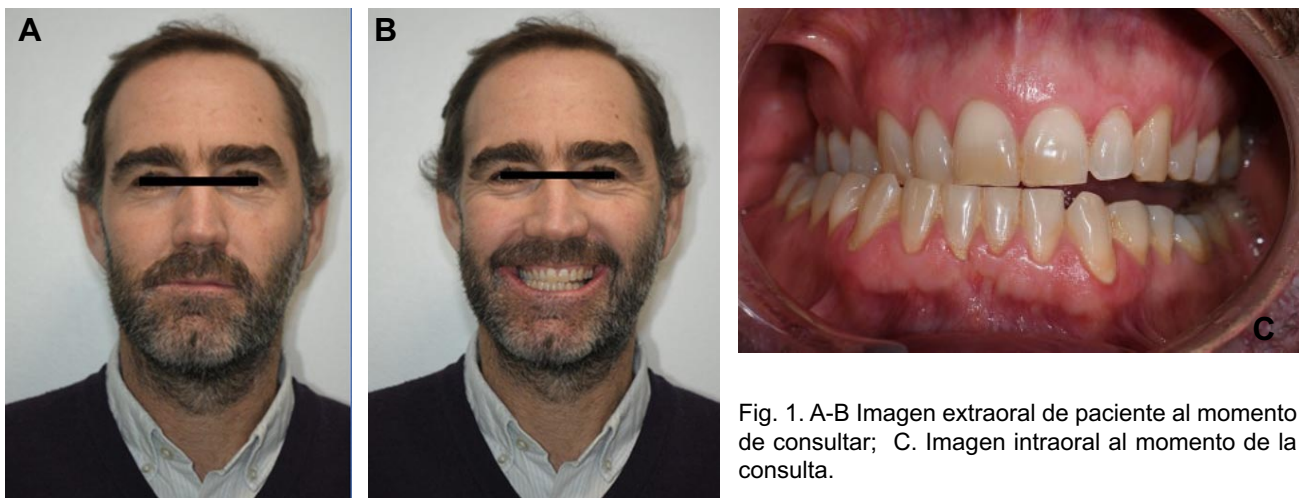 A
B
C
Fig. 1. A-B Imagen extraoral de paciente al momento
de consultar; C. Imagen intraoral al momento de la
consulta.